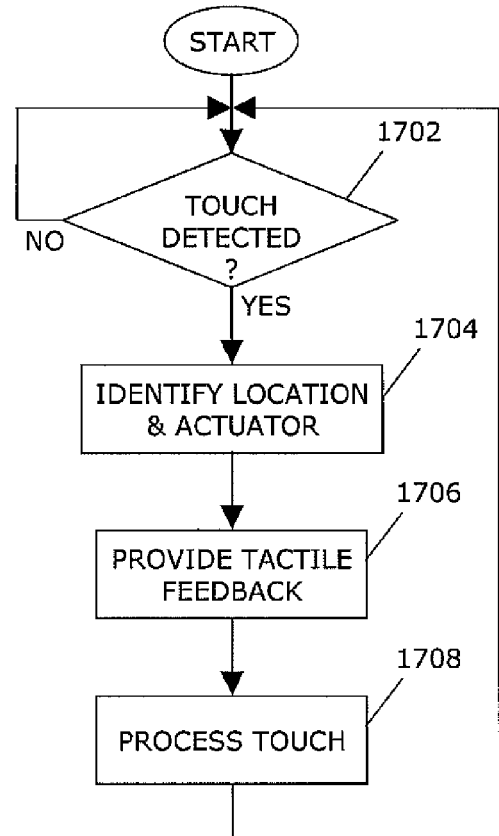 START
1702
TOUCH
DETECTED
?
NO
YES
1704
IDENTIFY LOCATION
& ACTUATOR
1706
PROVIDE TACTILE
FEEDBACK
1708
PROCESS TOUCH